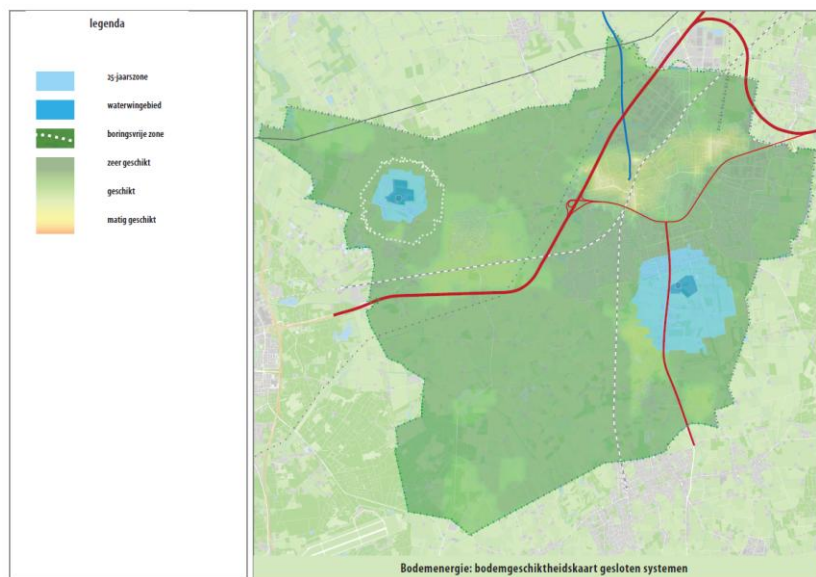 legenda
25-jaarszone
waterwingebied
boringsvrije zone
zeer geschikt
geschikt
matig geschikt
Bodemenergie: bodemgeschiktheidskaart gesloten systemen